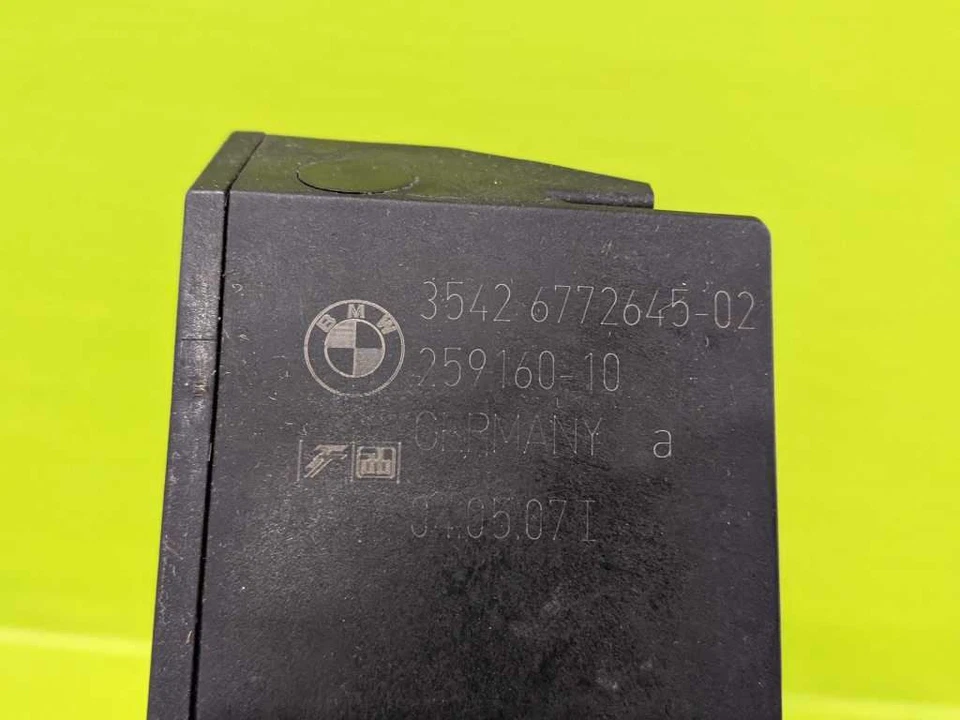 BMW
3542 6772645-02
259160-10
GERMANY a
04.05.07 I